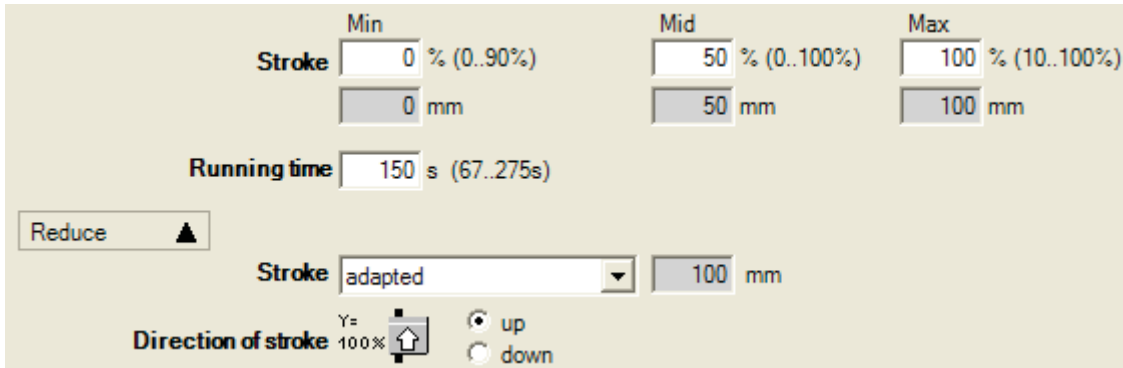 Min Mid Max
Stroke 0 % (0..90%) 50 % (0..100%) 100 % (10..100%)
0 mm 50 mm 100 mm
Running time 150 s (67..275s)
Reduce
Stroke adapted 100 mm
Direction of stroke Y= 100% up
down